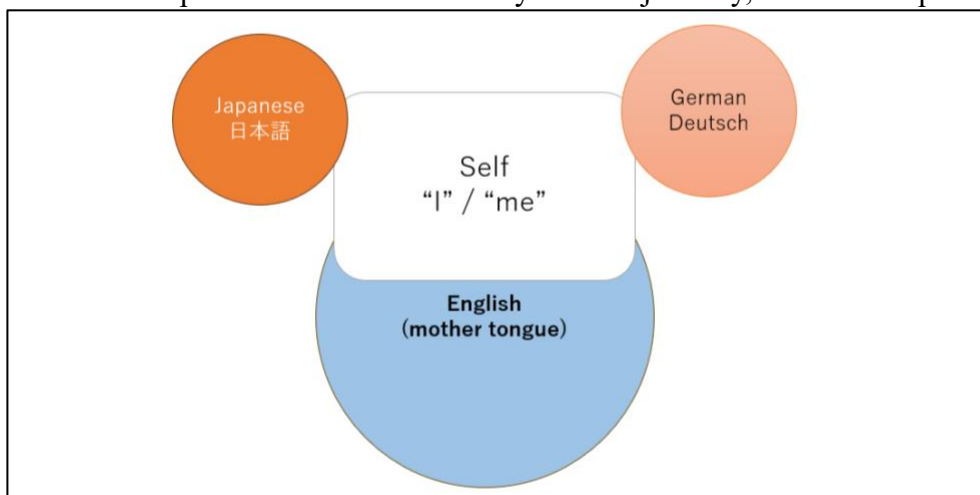 Japanese
日本語
German
Deutsch
Self
“I” / “me”
English
(mother tongue)